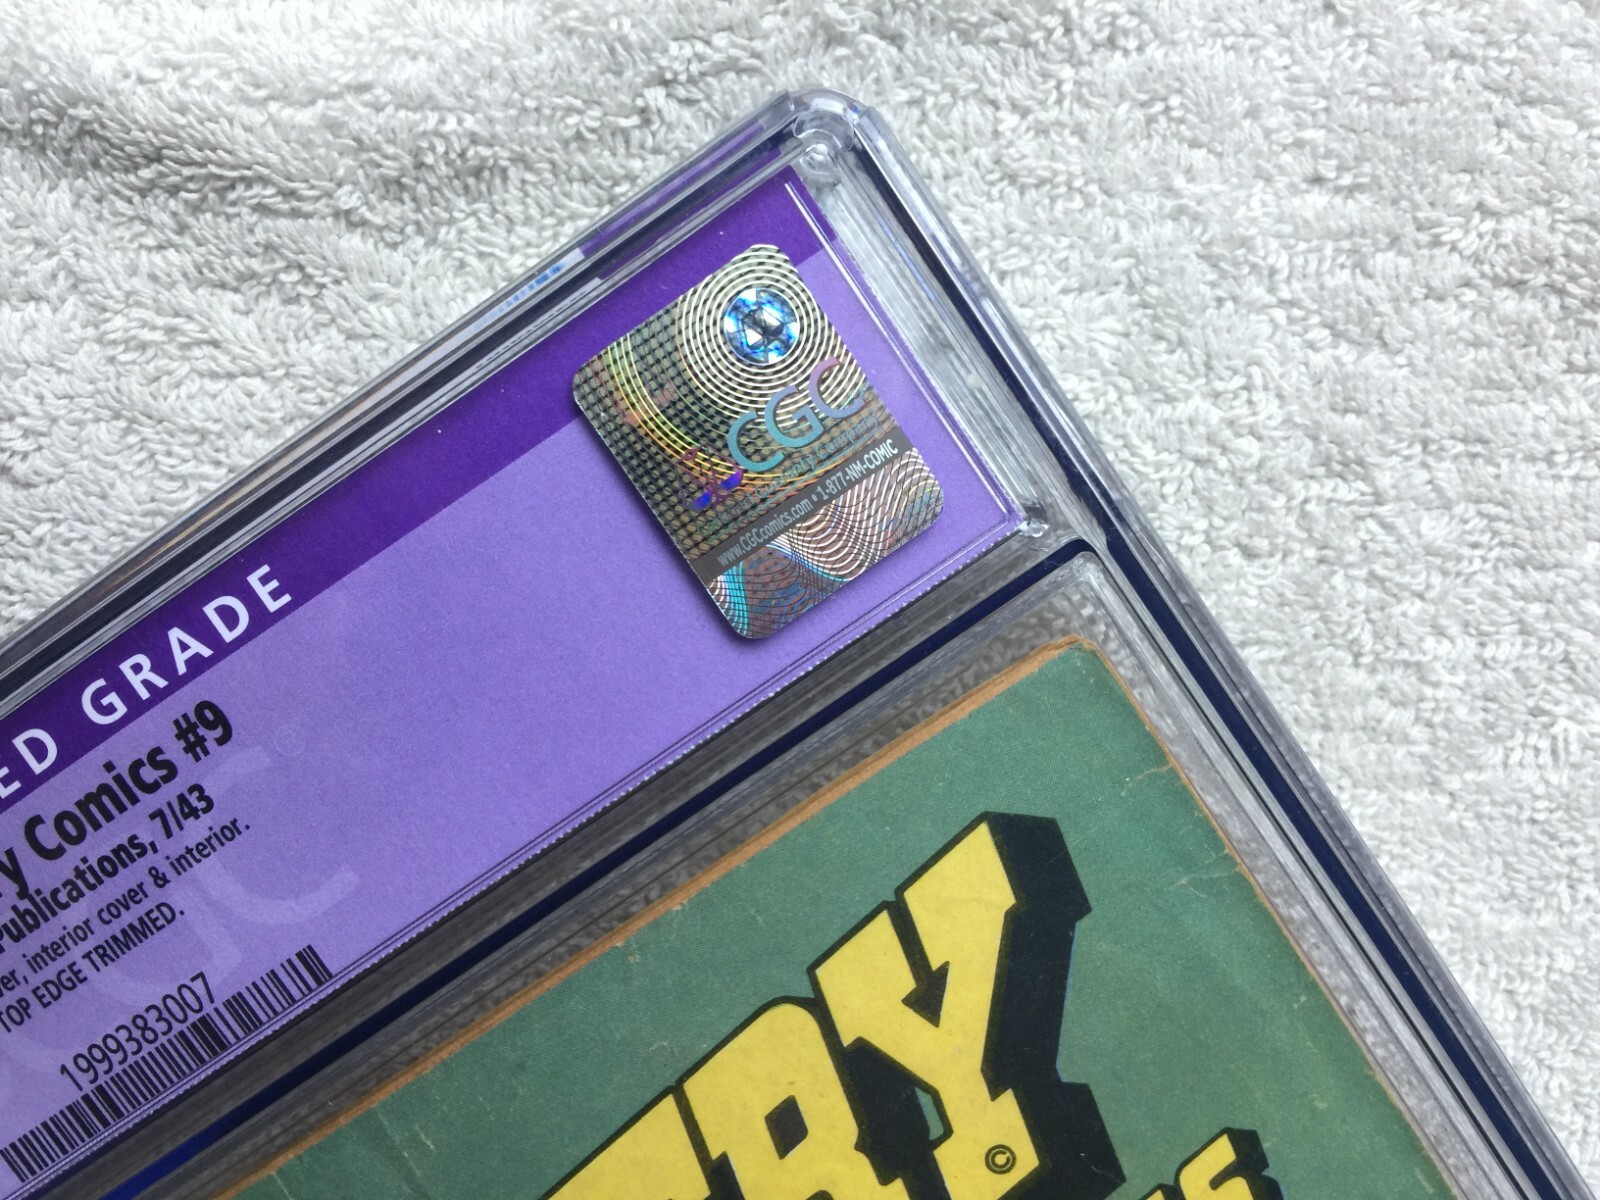 ED GRADE
y Comics #9
Publications, 7/43
ver, interior cover & interior.
TOP EDGE TRIMMED.
1999383007
CGC
www.CGCcomics.com • 1-877-NM-COMIC
TRY
©